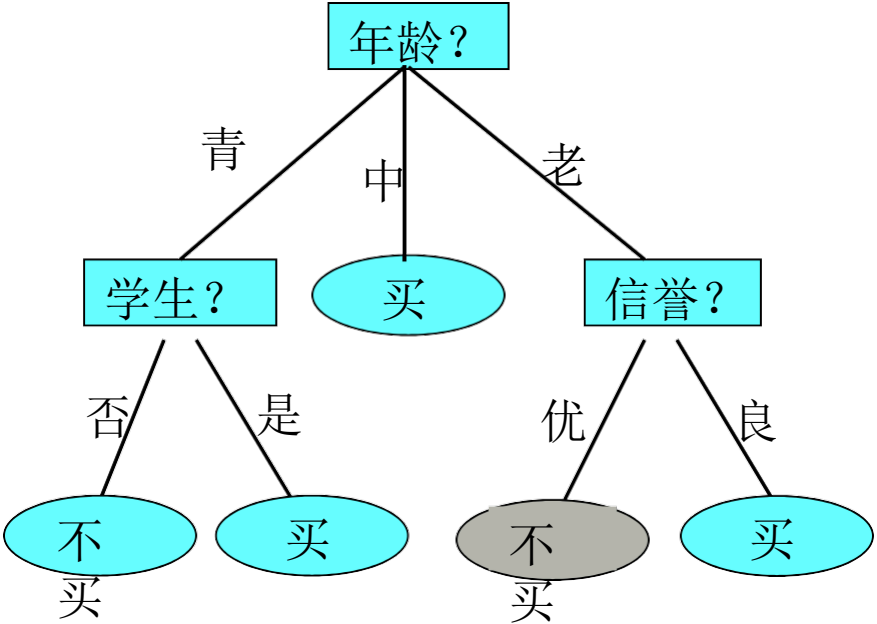 年龄？
青
中
老
学生？
买
信誉？
否
是
优
良
不
买
买
不
买
买